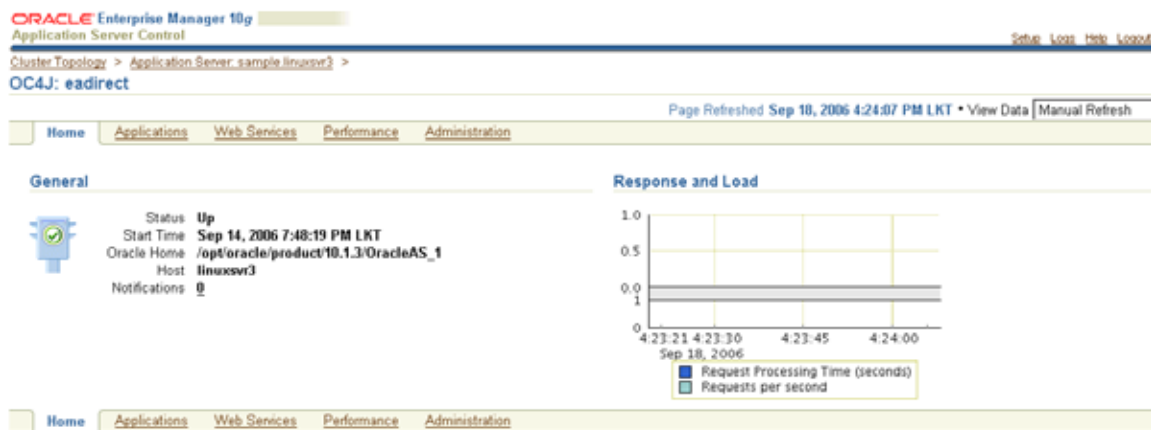 ORACLE Enterprise Manager 10g
Application Server Control
Setup Logs Help Logout
Cluster Topology > Application Server: sample.linuxsvr3 >
OC4J: eadirect
Page Refreshed Sep 18, 2006 4:24:07 PM LKT • View Data Manual Refresh
Home Applications Web Services Performance Administration
General
Status Up
Start Time Sep 14, 2006 7:48:19 PM LKT
Oracle Home /opt/oracle/product/10.1.3/OracleAS_1
Host linuxsvr3
Notifications 0
Response and Load
1.0
0.5
0.0
1
0
4:23:21 4:23:30 4:23:45 4:24:00
Sep 18, 2006
Request Processing Time (seconds)
Requests per second
Home Applications Web Services Performance Administration